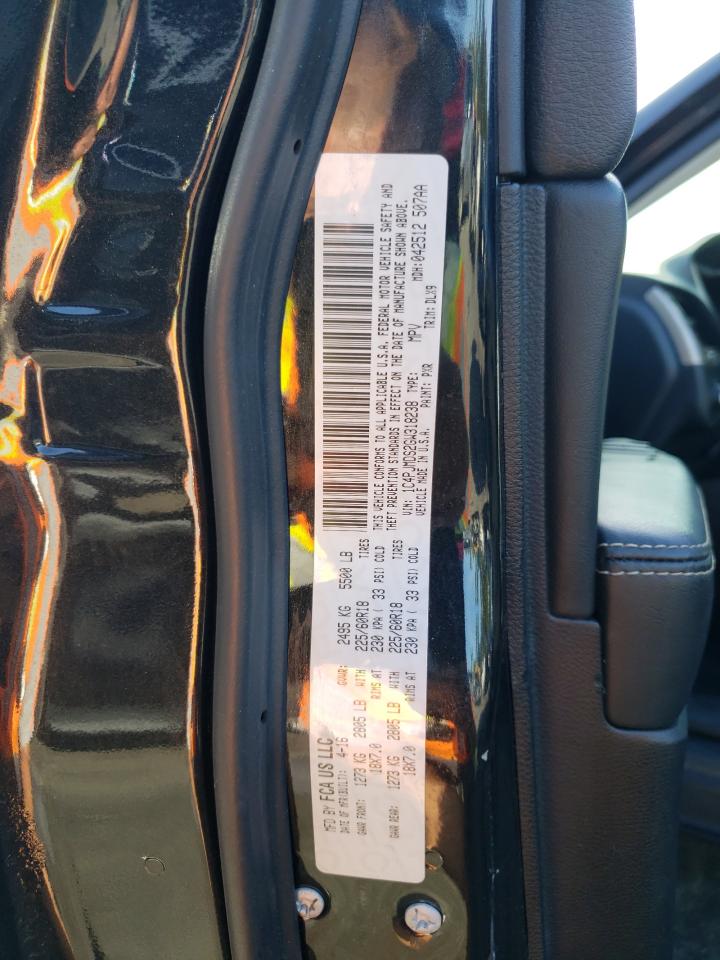 MFD BY FCA US LLC
DATE OF MFR(BUILT): 4-16 GVWR: 2495 KG 5500 LB
GAWR FRONT: 1273 KG 2805 LB WITH 225/60R18 TIRES
18X7.0 RIMS AT 230 KPA ( 33 PSI) COLD
GAWR REAR: 1273 KG 2805 LB WITH 225/60R18 TIRES
18X7.0 RIMS AT 230 KPA ( 33 PSI) COLD
THIS VEHICLE CONFORMS TO ALL APPLICABLE U.S.A. FEDERAL MOTOR VEHICLE SAFETY AND
THEFT PREVENTION STANDARDS IN EFFECT ON THE DATE OF MANUFACTURE SHOWN ABOVE.
VIN: 1C4PJMDS2GW318238 TYPE: MPV MDH:042512 507AA
VEHICLE MADE IN U.S.A. PAINT: PXR TRIM: DLX9